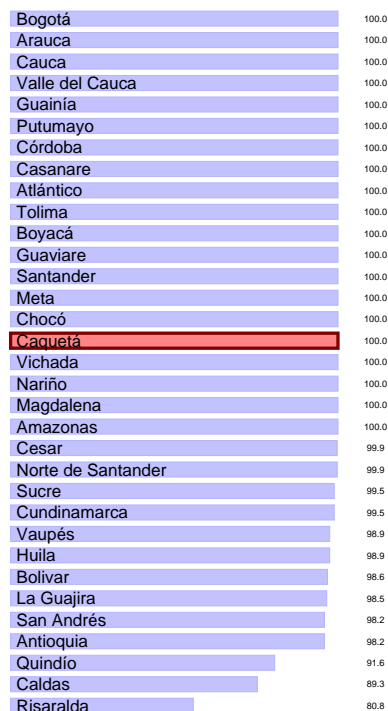 Bogotá 100.0
Arauca 100.0
Cauca 100.0
Valle del Cauca 100.0
Guainía 100.0
Putumayo 100.0
Córdoba 100.0
Casanare 100.0
Atlántico 100.0
Tolima 100.0
Boyacá 100.0
Guaviare 100.0
Santander 100.0
Meta 100.0
Chocó 100.0
Caquetá 100.0
Vichada 100.0
Nariño 100.0
Magdalena 100.0
Amazonas 100.0
Cesar 99.9
Norte de Santander 99.9
Sucre 99.5
Cundinamarca 99.5
Vaupés 98.9
Huila 98.9
Bolivar 98.6
La Guajira 98.5
San Andrés 98.2
Antioquia 98.2
Quindío 91.6
Caldas 89.3
Risaralda 80.8